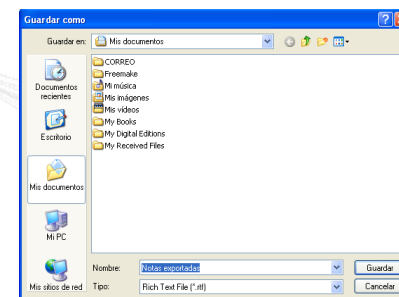 Guardar como
Guardar en:
Mis documentos
Documentos
recientes
Escritorio
Mis documentos
Mi PC
Mis sitios de red
CORREO
Freemake
Mi música
Mis imágenes
Mis vídeos
My Books
My Digital Editions
My Received Files
Nombre:
Notas exportadas
Guardar
Tipo:
Rich Text File (*.rtf)
Cancelar